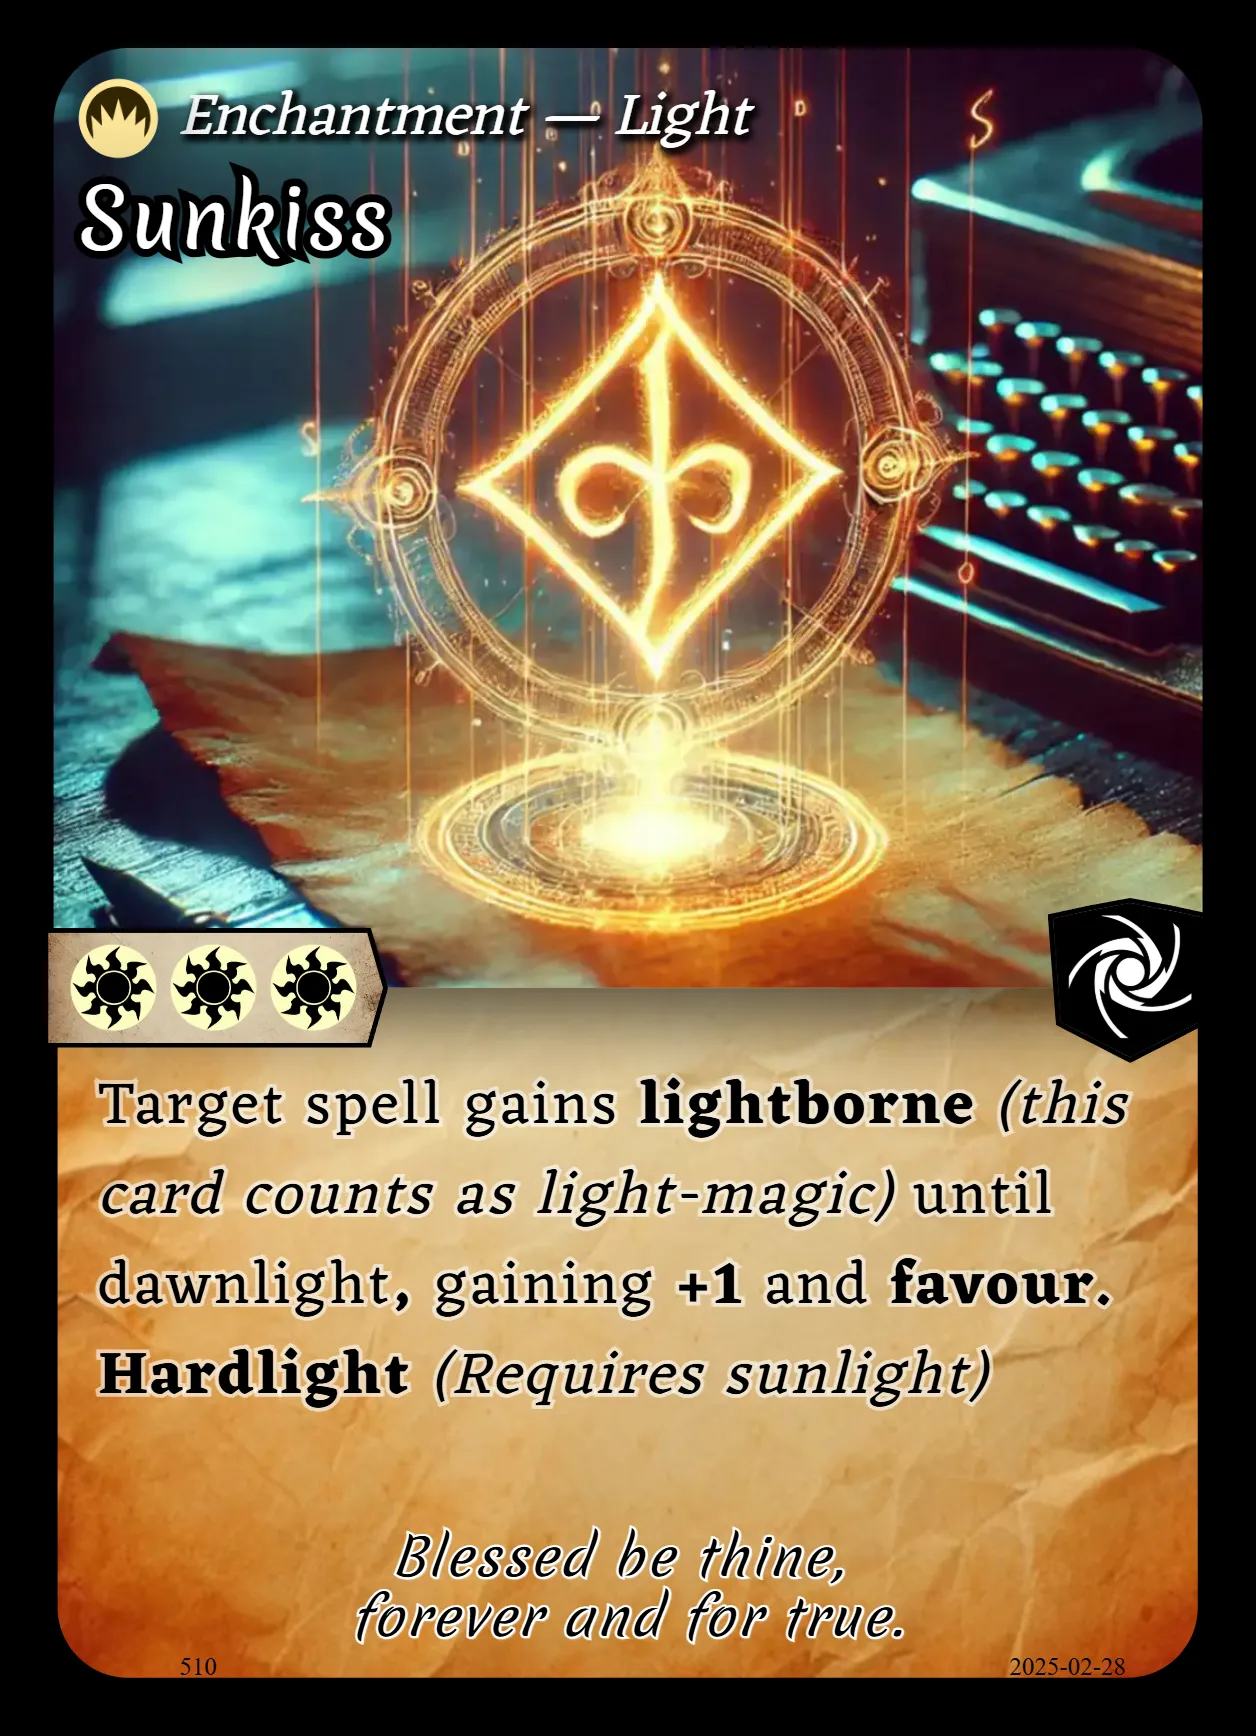 Enchantment — Light
Sunkiss
Target spell gains lightborne (this
card counts as light-magic) until
dawnlight, gaining +1 and favour.
Hardlight (Requires sunlight)
Blessed be thine,
forever and for true.
510
2025-02-28